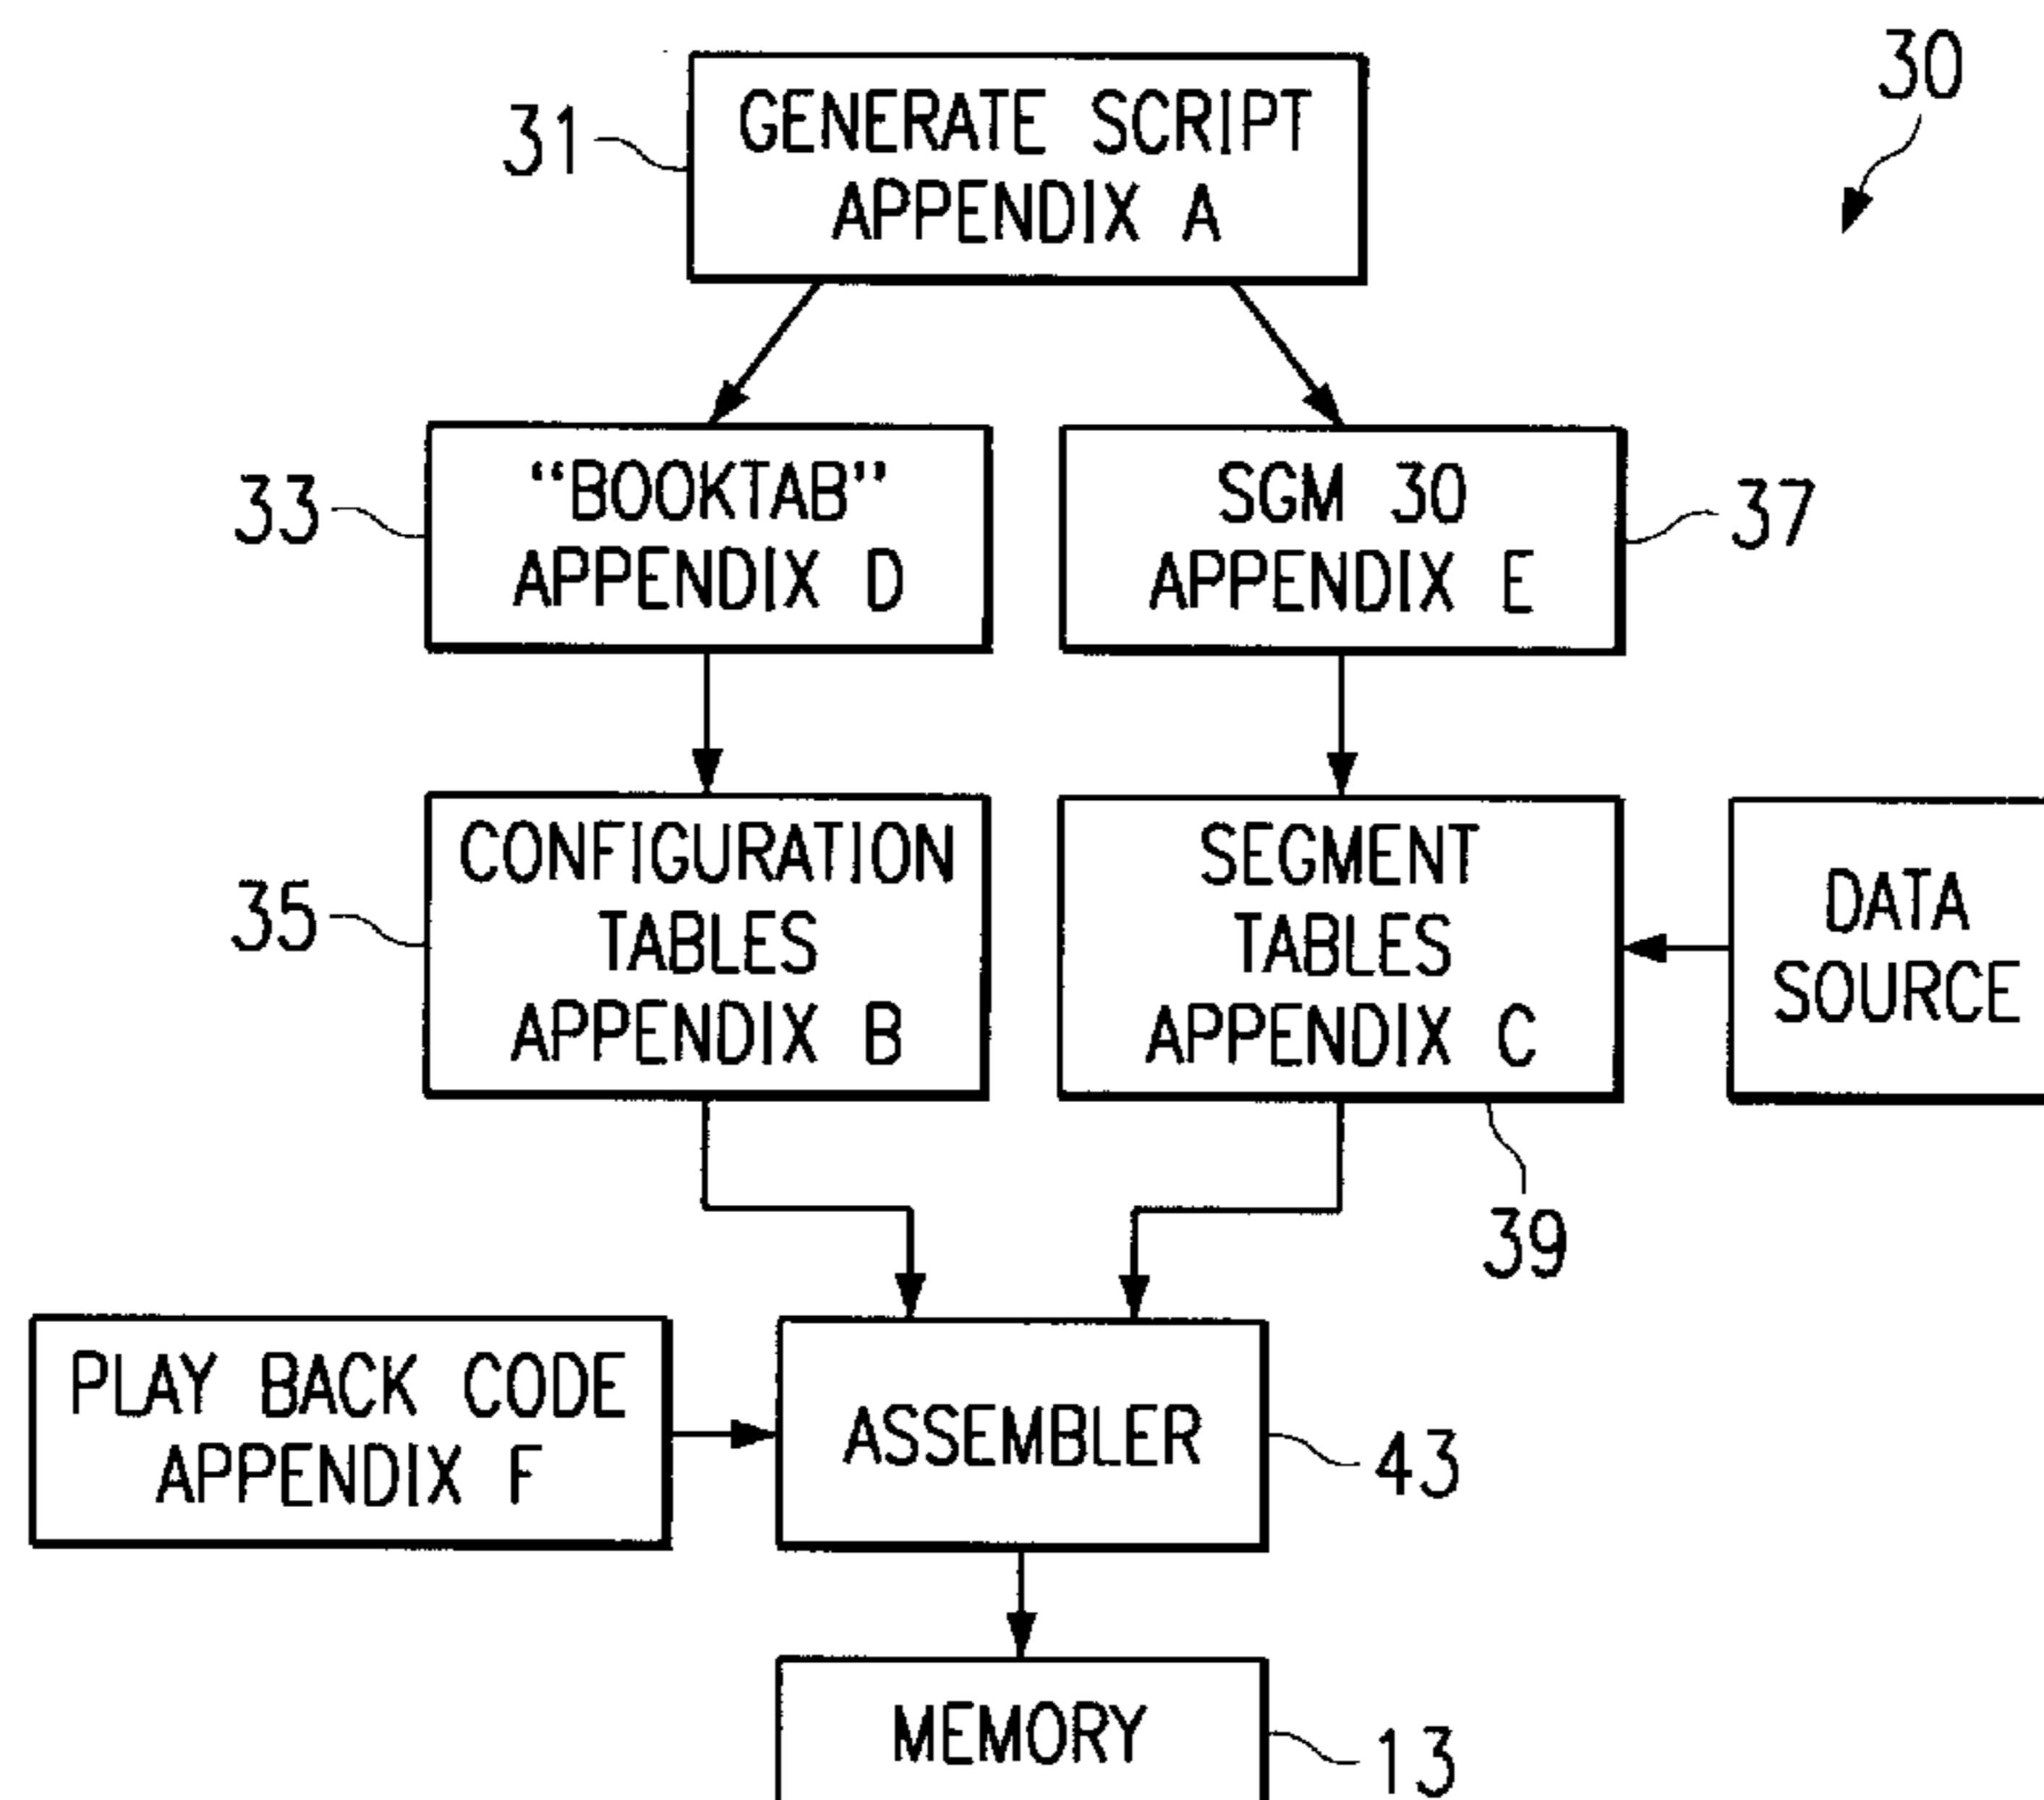 30
31
GENERATE SCRIPT
APPENDIX A
33
“BOOKTAB”
APPENDIX D
SGM 30
APPENDIX E
37
35
CONFIGURATION
TABLES
APPENDIX B
SEGMENT
TABLES
APPENDIX C
DATA
SOURCE
39
PLAY BACK CODE
APPENDIX F
ASSEMBLER
43
MEMORY
13